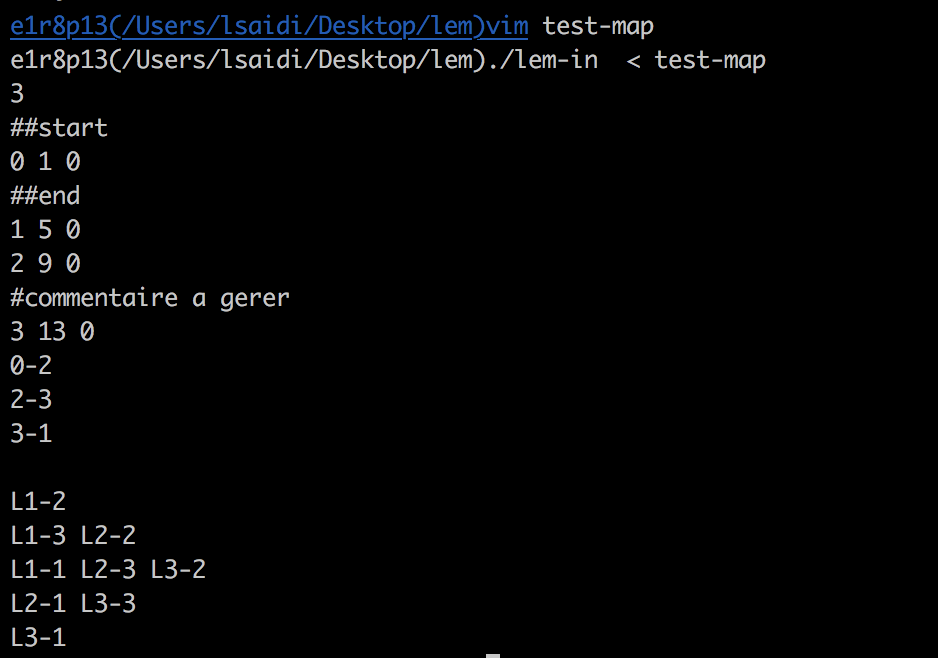 e1r8p13(/Users/lsaidi/Desktop/lem)vim test-map
e1r8p13(/Users/lsaidi/Desktop/lem)./lem-in  < test-map
3
##start
0 1 0
##end
1 5 0
2 9 0
#commentaire a gerer
3 13 0
0-2
2-3
3-1

L1-2
L1-3 L2-2
L1-1 L2-3 L3-2
L2-1 L3-3
L3-1